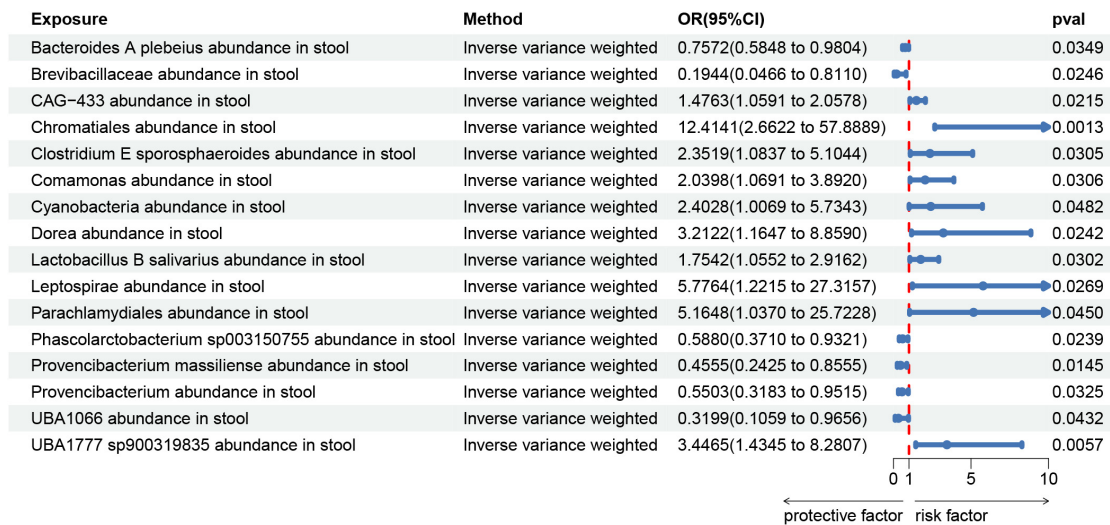 Exposure Method OR(95%CI) pval
Bacteroides A plebeius abundance in stool Inverse variance weighted 0.7572(0.5848 to 0.9804) 0.0349
Brevibacillaceae abundance in stool Inverse variance weighted 0.1944(0.0466 to 0.8110) 0.0246
CAG−433 abundance in stool Inverse variance weighted 1.4763(1.0591 to 2.0578) 0.0215
Chromatiales abundance in stool Inverse variance weighted 12.4141(2.6622 to 57.8889) 0.0013
Clostridium E sporosphaeroides abundance in stool Inverse variance weighted 2.3519(1.0837 to 5.1044) 0.0305
Comamonas abundance in stool Inverse variance weighted 2.0398(1.0691 to 3.8920) 0.0306
Cyanobacteria abundance in stool Inverse variance weighted 2.4028(1.0069 to 5.7343) 0.0482
Dorea abundance in stool Inverse variance weighted 3.2122(1.1647 to 8.8590) 0.0242
Lactobacillus B salivarius abundance in stool Inverse variance weighted 1.7542(1.0552 to 2.9162) 0.0302
Leptospirae abundance in stool Inverse variance weighted 5.7764(1.2215 to 27.3157) 0.0269
Parachlamydiales abundance in stool Inverse variance weighted 5.1648(1.0370 to 25.7228) 0.0450
Phascolarctobacterium sp003150755 abundance in stool Inverse variance weighted 0.5880(0.3710 to 0.9321) 0.0239
Provencibacterium massiliense abundance in stool Inverse variance weighted 0.4555(0.2425 to 0.8555) 0.0145
Provencibacterium abundance in stool Inverse variance weighted 0.5503(0.3183 to 0.9515) 0.0325
UBA1066 abundance in stool Inverse variance weighted 0.3199(0.1059 to 0.9656) 0.0432
UBA1777 sp900319835 abundance in stool Inverse variance weighted 3.4465(1.4345 to 8.2807) 0.0057
0 1 5 10
protective factor risk factor